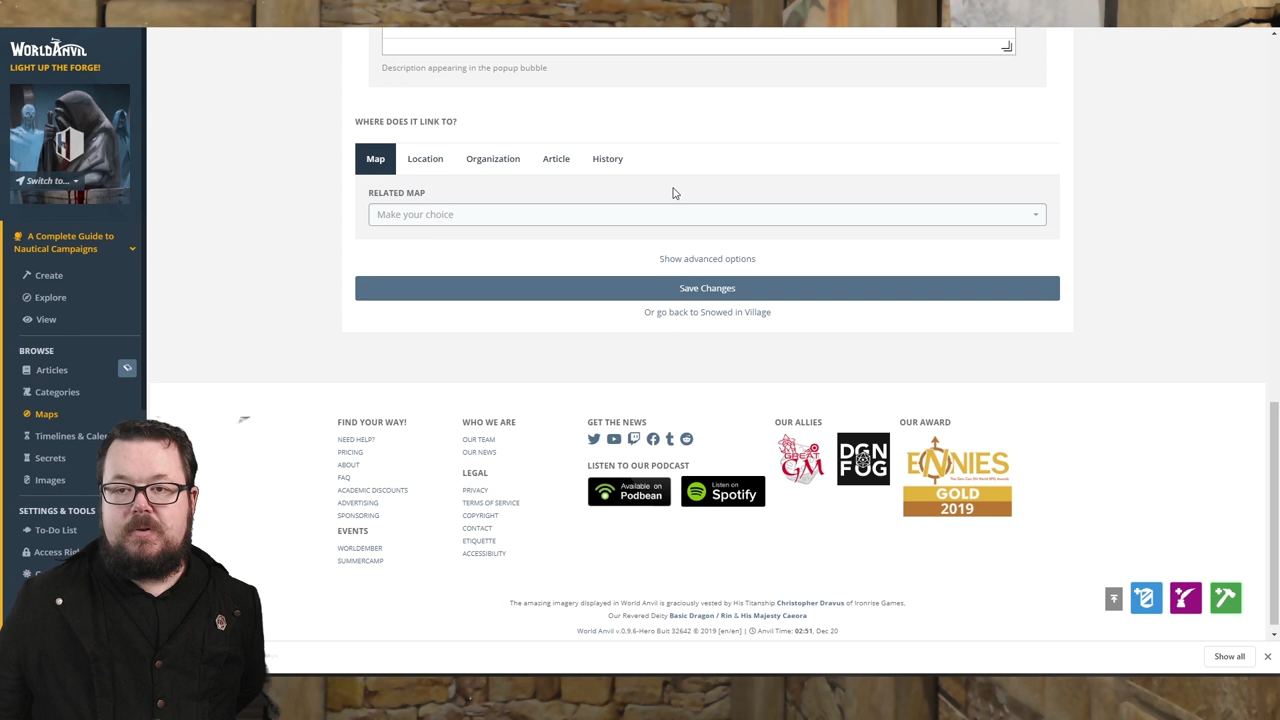 WORLDANVIL
LIGHT UP THE FORGE!
Switch to...
A Complete Guide to
Nautical Campaigns
Create
Explore
View
BROWSE
Articles
Categories
Maps
Timelines & Cale
Secrets
Images
SETTINGS & TOOLS
To-Do List
Access Rig
Description appearing in the popup bubble
WHERE DOES IT LINK TO?
Map Location Organization Article History
RELATED MAP
Make your choice
Show advanced options
Save Changes
Or go back to Snowed in Village
FIND YOUR WAY!
NEED HELP?
PRICING
ABOUT
FAQ
ACADEMIC DISCOUNTS
ADVERTISING
SPONSORING
EVENTS
WORLDEMBER
SUMMERCAMP
WHO WE ARE
OUR TEAM
OUR NEWS
LEGAL
PRIVACY
TERMS OF SERVICE
COPYRIGHT
CONTACT
ETIQUETTE
ACCESSIBILITY
GET THE NEWS
LISTEN TO OUR PODCAST
Available on
Podbean
Listen on
Spotify
OUR ALLIES
GREAT
GM
DGN
FUG
OUR AWARD
ENNIES
GOLD
2019
The amazing imagery displayed in World Anvil is graciously vested by His Titanship Christopher Dravus of Ironrise Games,
Our Revered Deity Basic Dragon / Rin & His Majesty Caeora
World Anvil v.0.9.6-Hero Buit 32642 © 2019 [en/en] | Anvil Time: 02:51, Dec 20
Show all